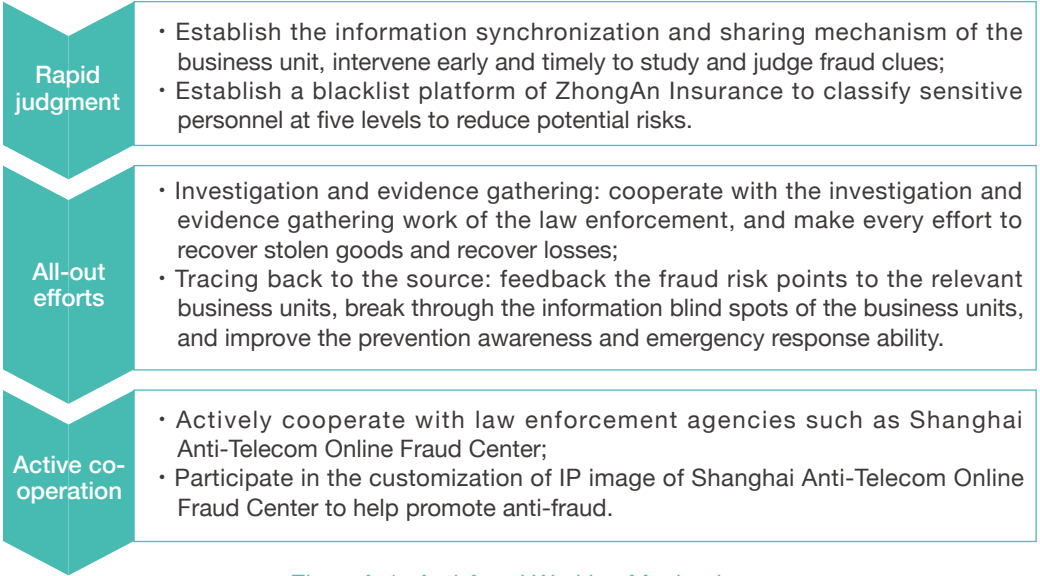 Rapid
judgment
· Establish the information synchronization and sharing mechanism of the
business unit, intervene early and timely to study and judge fraud clues;
· Establish a blacklist platform of ZhongAn Insurance to classify sensitive
personnel at five levels to reduce potential risks.
All-out
efforts
· Investigation and evidence gathering: cooperate with the investigation and
evidence gathering work of the law enforcement, and make every effort to
recover stolen goods and recover losses;
· Tracing back to the source: feedback the fraud risk points to the relevant
business units, break through the information blind spots of the business units,
and improve the prevention awareness and emergency response ability.
Active co-
operation
· Actively cooperate with law enforcement agencies such as Shanghai
Anti-Telecom Online Fraud Center;
· Participate in the customization of IP image of Shanghai Anti-Telecom Online
Fraud Center to help promote anti-fraud.